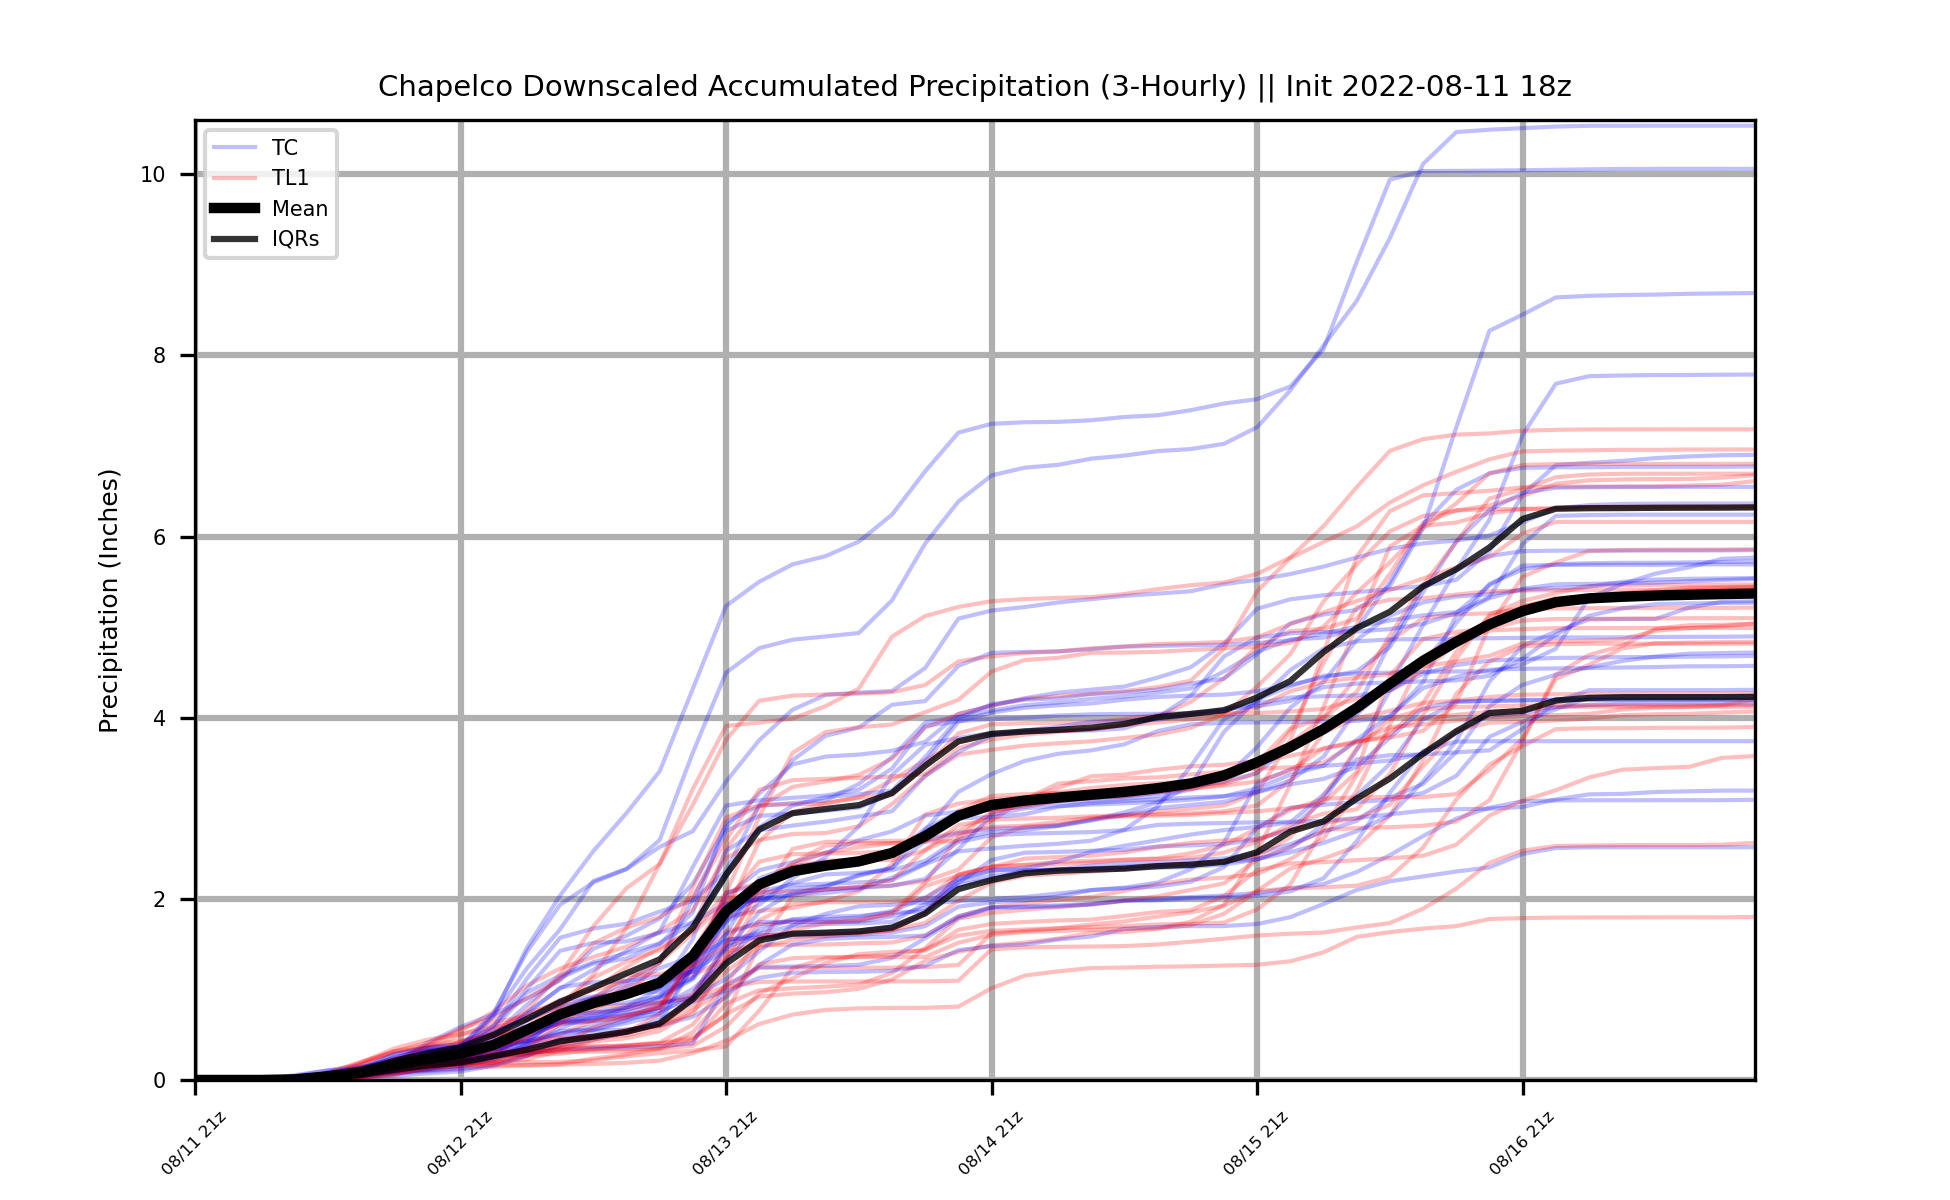 Chapelco Downscaled Accumulated Precipitation (3-Hourly) || Init 2022-08-11 18z
TC
TL1
Mean
IQRs
Precipitation (Inches)
10
8
6
4
2
0
08/11 21z
08/12 21z
08/13 21z
08/14 21z
08/15 21z
08/16 21z